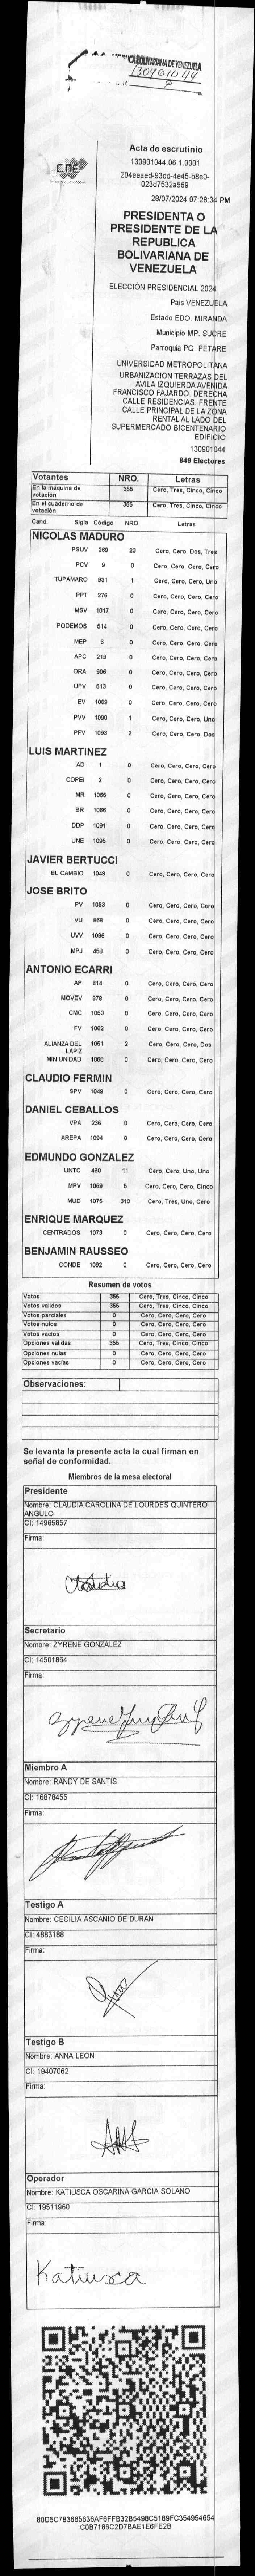 BOLIVARIANA DE VENEZUELA
130901044
CNE
Acta de escrutinio
130901044.06.1.0001
204eeaed-93dd-4e45-b8e0-
023d7532a569
28/07/2024 07:28:34 PM
PRESIDENTA O
PRESIDENTE DE LA
REPUBLICA
BOLIVARIANA DE
VENEZUELA
ELECCIÓN PRESIDENCIAL 2024
Pais VENEZUELA
Estado EDO. MIRANDA
Municipio MP. SUCRE
Parroquia PQ. PETARE
UNIVERSIDAD METROPOLITANA
URBANIZACIÓN TERRAZAS DEL
AVILA IZQUIERDA AVENIDA
FRANCISCO FAJARDO. DERECHA
CALLE RESIDENCIAS. FRENTE
CALLE PRINCIPAL DE LA ZONA
RENTAL AL LADO DEL
SUPERMERCADO BICENTENARIO
EDIFICIO
130901044
849 Electores
Votantes NRO. Letras
En la máquina de votación 355 Cero, Tres, Cinco, Cinco
En el cuaderno de votación 355 Cero, Tres, Cinco, Cinco
Cand. Sigla Código NRO. Letras
NICOLAS MADURO
PSUV 269 23 Cero, Cero, Dos, Tres
PCV 9 0 Cero, Cero, Cero, Cero
TUPAMARO 931 1 Cero, Cero, Cero, Uno
PPT 276 0 Cero, Cero, Cero, Cero
MSV 1017 0 Cero, Cero, Cero, Cero
PODEMOS 514 0 Cero, Cero, Cero, Cero
MEP 6 0 Cero, Cero, Cero, Cero
APC 219 0 Cero, Cero, Cero, Cero
ORA 906 0 Cero, Cero, Cero, Cero
UPV 513 0 Cero, Cero, Cero, Cero
EV 1089 0 Cero, Cero, Cero, Cero
PVV 1090 1 Cero, Cero, Cero, Uno
PFV 1093 2 Cero, Cero, Cero, Dos
LUIS MARTINEZ
AD 1 0 Cero, Cero, Cero, Cero
COPEI 2 0 Cero, Cero, Cero, Cero
MR 1065 0 Cero, Cero, Cero, Cero
BR 1066 0 Cero, Cero, Cero, Cero
DDP 1091 0 Cero, Cero, Cero, Cero
UNE 1095 0 Cero, Cero, Cero, Cero
JAVIER BERTUCCI
EL CAMBIO 1046 0 Cero, Cero, Cero, Cero
JOSE BRITO
PV 1053 0 Cero, Cero, Cero, Cero
VU 868 0 Cero, Cero, Cero, Cero
UVV 1096 0 Cero, Cero, Cero, Cero
MPJ 458 0 Cero, Cero, Cero, Cero
ANTONIO ECARRI
AP 814 0 Cero, Cero, Cero, Cero
MOVEV 878 0 Cero, Cero, Cero, Cero
CMC 1050 0 Cero, Cero, Cero, Cero
FV 1062 0 Cero, Cero, Cero, Cero
ALIANZA DEL LAPIZ 1051 2 Cero, Cero, Cero, Dos
MIN UNIDAD 1068 0 Cero, Cero, Cero, Cero
CLAUDIO FERMIN
SPV 1049 0 Cero, Cero, Cero, Cero
DANIEL CEBALLOS
VPA 236 0 Cero, Cero, Cero, Cero
AREPA 1094 0 Cero, Cero, Cero, Cero
EDMUNDO GONZALEZ
UNTC 460 11 Cero, Cero, Uno, Uno
MPV 1069 5 Cero, Cero, Cero, Cinco
MUD 1075 310 Cero, Tres, Uno, Cero
ENRIQUE MARQUEZ
CENTRADOS 1073 0 Cero, Cero, Cero, Cero
BENJAMIN RAUSSEO
CONDE 1092 0 Cero, Cero, Cero, Cero
Resumen de votos
Votos 355 Cero, Tres, Cinco, Cinco
Votos validos 355 Cero, Tres, Cinco, Cinco
Votos parciales 0 Cero, Cero, Cero, Cero
Votos nulos 0 Cero, Cero, Cero, Cero
Votos vacios 0 Cero, Cero, Cero, Cero
Opciones validas 355 Cero, Tres, Cinco, Cinco
Opciones nulas 0 Cero, Cero, Cero, Cero
Opciones vacias 0 Cero, Cero, Cero, Cero
Observaciones:
Se levanta la presente acta la cual firman en
señal de conformidad.
Miembros de la mesa electoral
Presidente
Nombre: CLAUDIA CAROLINA DE LOURDES QUINTERO
ANGULO
CI: 14965857
Firma:
Claudia
Secretario
Nombre: ZYRENE GONZALEZ
CI: 14501864
Firma:
Miembro A
Nombre: RANDY DE SANTIS
CI: 16878455
Firma:
Testigo A
Nombre: CECILIA ASCANIO DE DURAN
CI: 4883188
Firma:
Testigo B
Nombre: ANNA LEON
CI: 19407062
Firma:
Operador
Nombre: KATIUSCA OSCARINA GARCIA SOLANO
CI: 19511960
Firma:
Katiusca
80D5C783665636AF6FFB32B5498C5189FC354954654
C0B7186C2D7BAE1E6FE2B